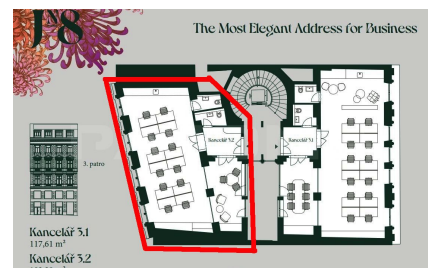 J№8
The Most Elegant Address for Business
Kancelář 3.2
Kancelář 3.1
3. patro
Kancelář 3.1
117,61 m²
Kancelář 3.2